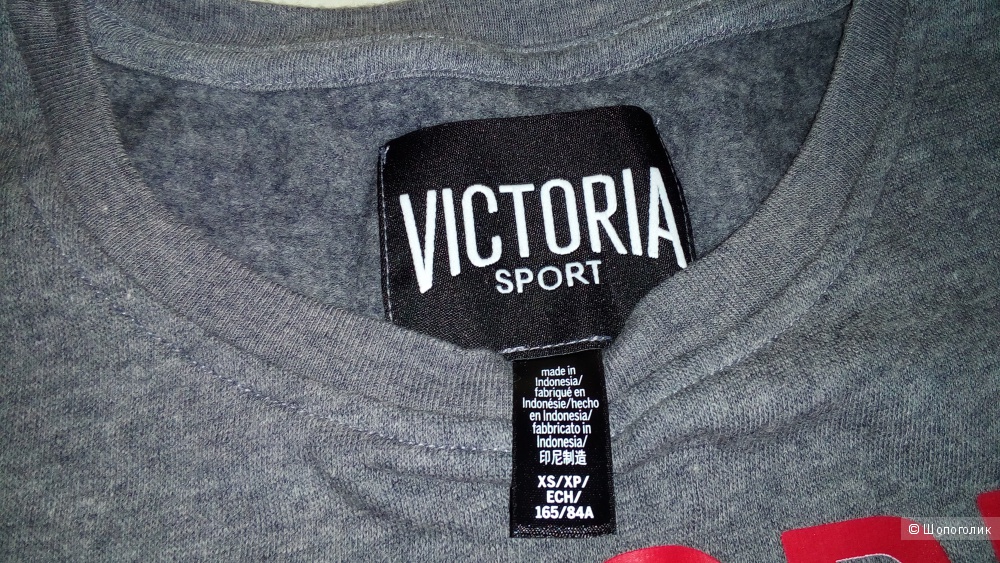 VICTORIA
SPORT
made in
Indonesia/
fabriqué en
Indonésie/hecho
en Indonesia/
fabbricato in
Indonesia/
印尼制造
XS/XP/
ECH/
165/84A
© Шопоголик